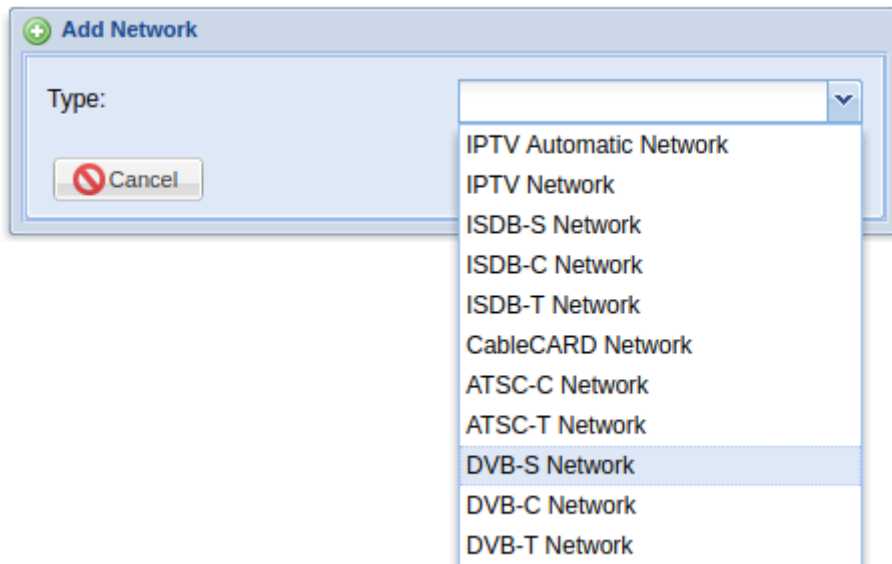 Add Network
Type:
IPTV Automatic Network
IPTV Network
Cancel
ISDB-S Network
ISDB-C Network
ISDB-T Network
CableCARD Network
ATSC-C Network
ATSC-T Network
DVB-S Network
DVB-C Network
DVB-T Network